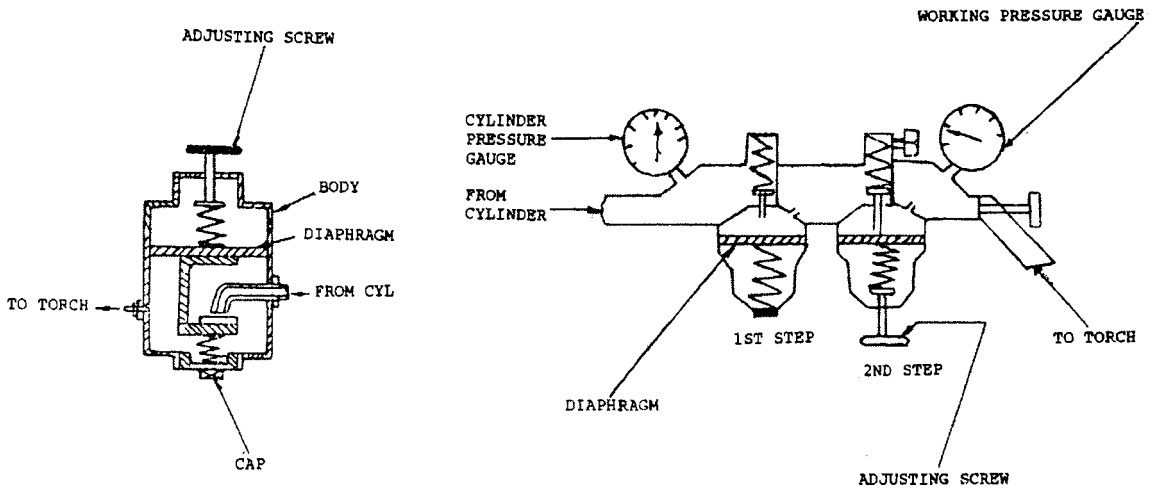 ADJUSTING SCREW
BODY
DIAPHRAGM
FROM CYL
TO TORCH
CAP
WORKING PRESSURE GAUGE
CYLINDER
PRESSURE
GAUGE
FROM
CYLINDER
1ST STEP
2ND STEP
TO TORCH
DIAPHRAGM
ADJUSTING SCREW